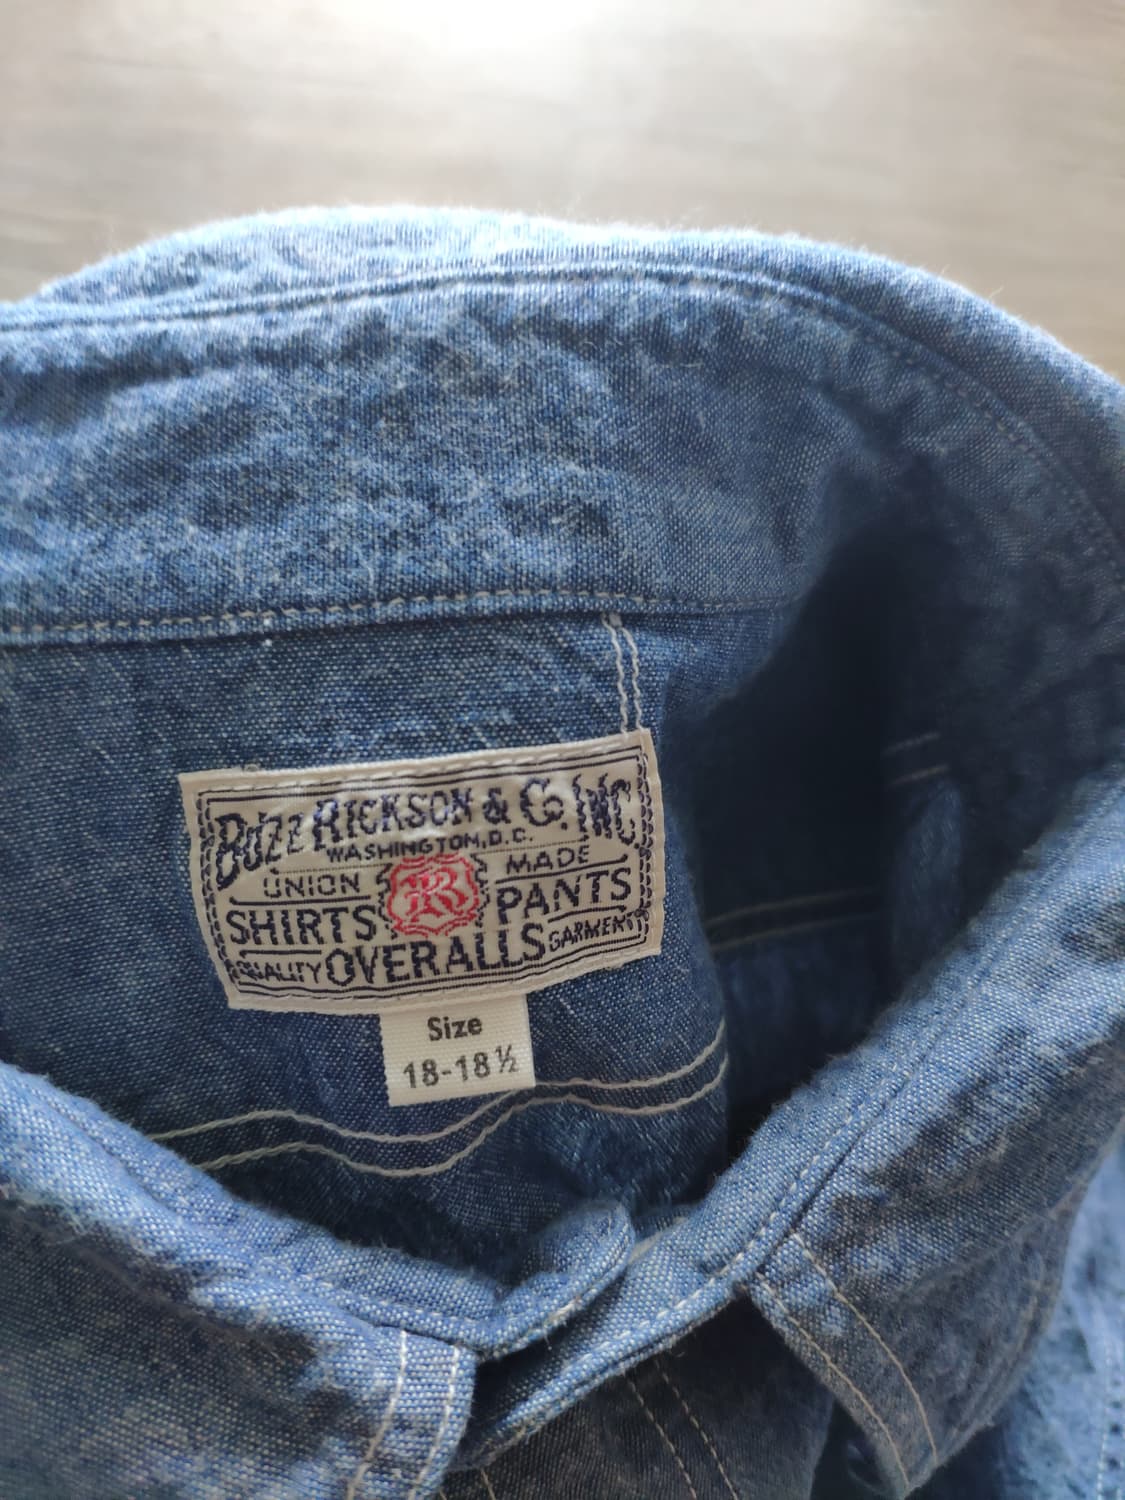 BUZZ RICKSON & Co. INC
WASHINGTON, D.C.
UNION MADE
SHIRTS R PANTS
QUALITY OVERALLS GARMENT
Size
18-18½